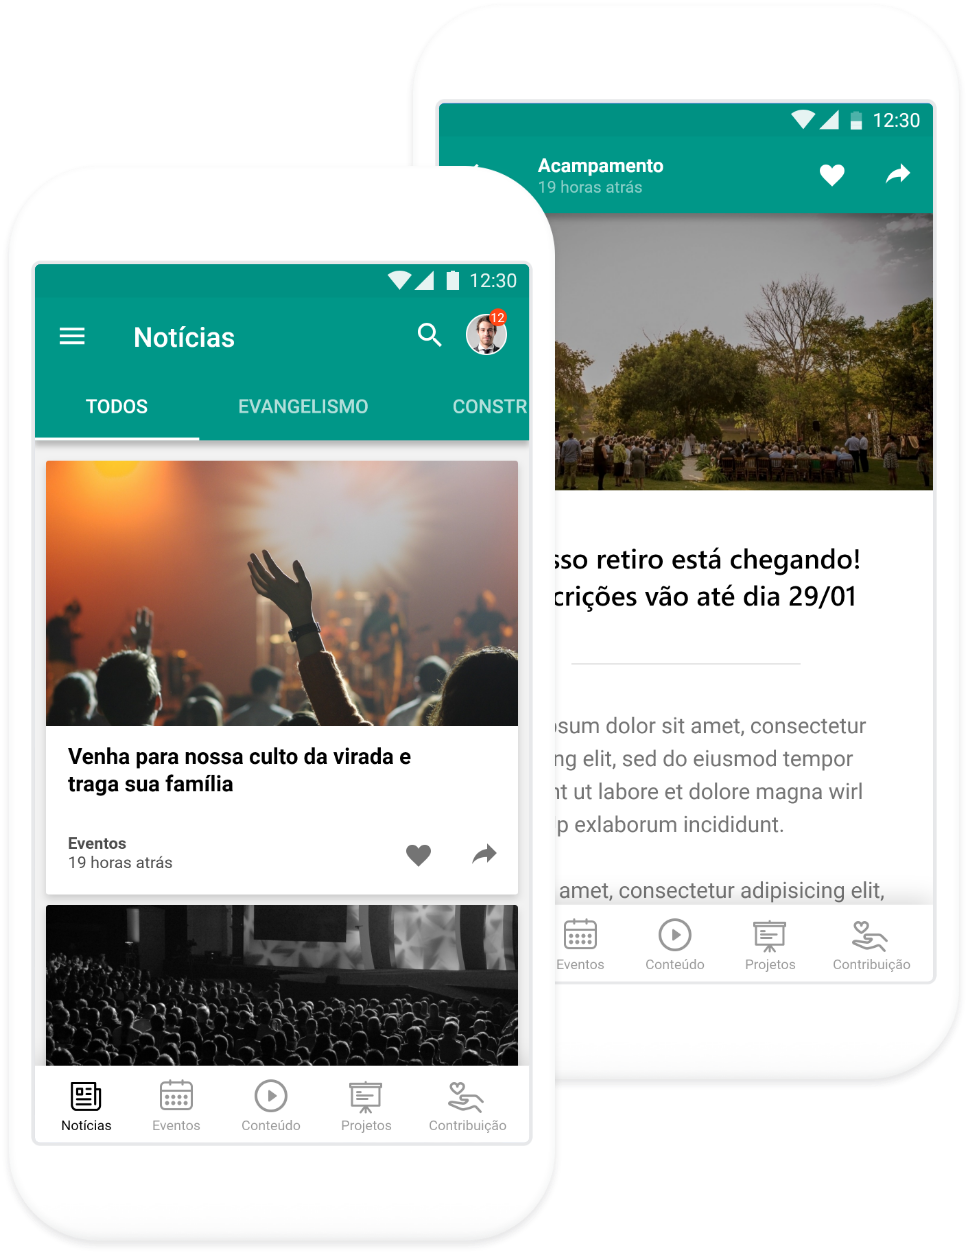 12:30
Notícias
12
TODOS
EVANGELISMO
CONSTR
Venha para nossa culto da virada e
traga sua família
Eventos
19 horas atrás
Notícias
Eventos
Conteúdo
Projetos
Contribuição
12:30
Acampamento
19 horas atrás
sso retiro está chegando!
crições vão até dia 29/01
sum dolor sit amet, consectetur
ng elit, sed do eiusmod tempor
nt ut labore et dolore magna wirl
p exlaborum incididunt.
amet, consectetur adipisicing elit,
Eventos
Conteúdo
Projetos
Contribuição